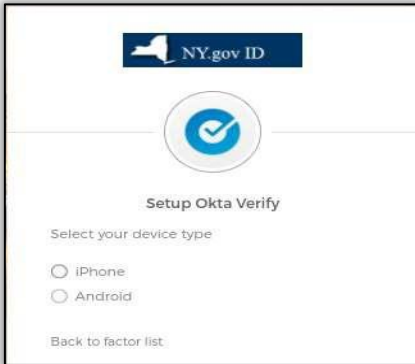 NY.gov ID
Setup Okta Verify
Select your device type
iPhone
Android
Back to factor list